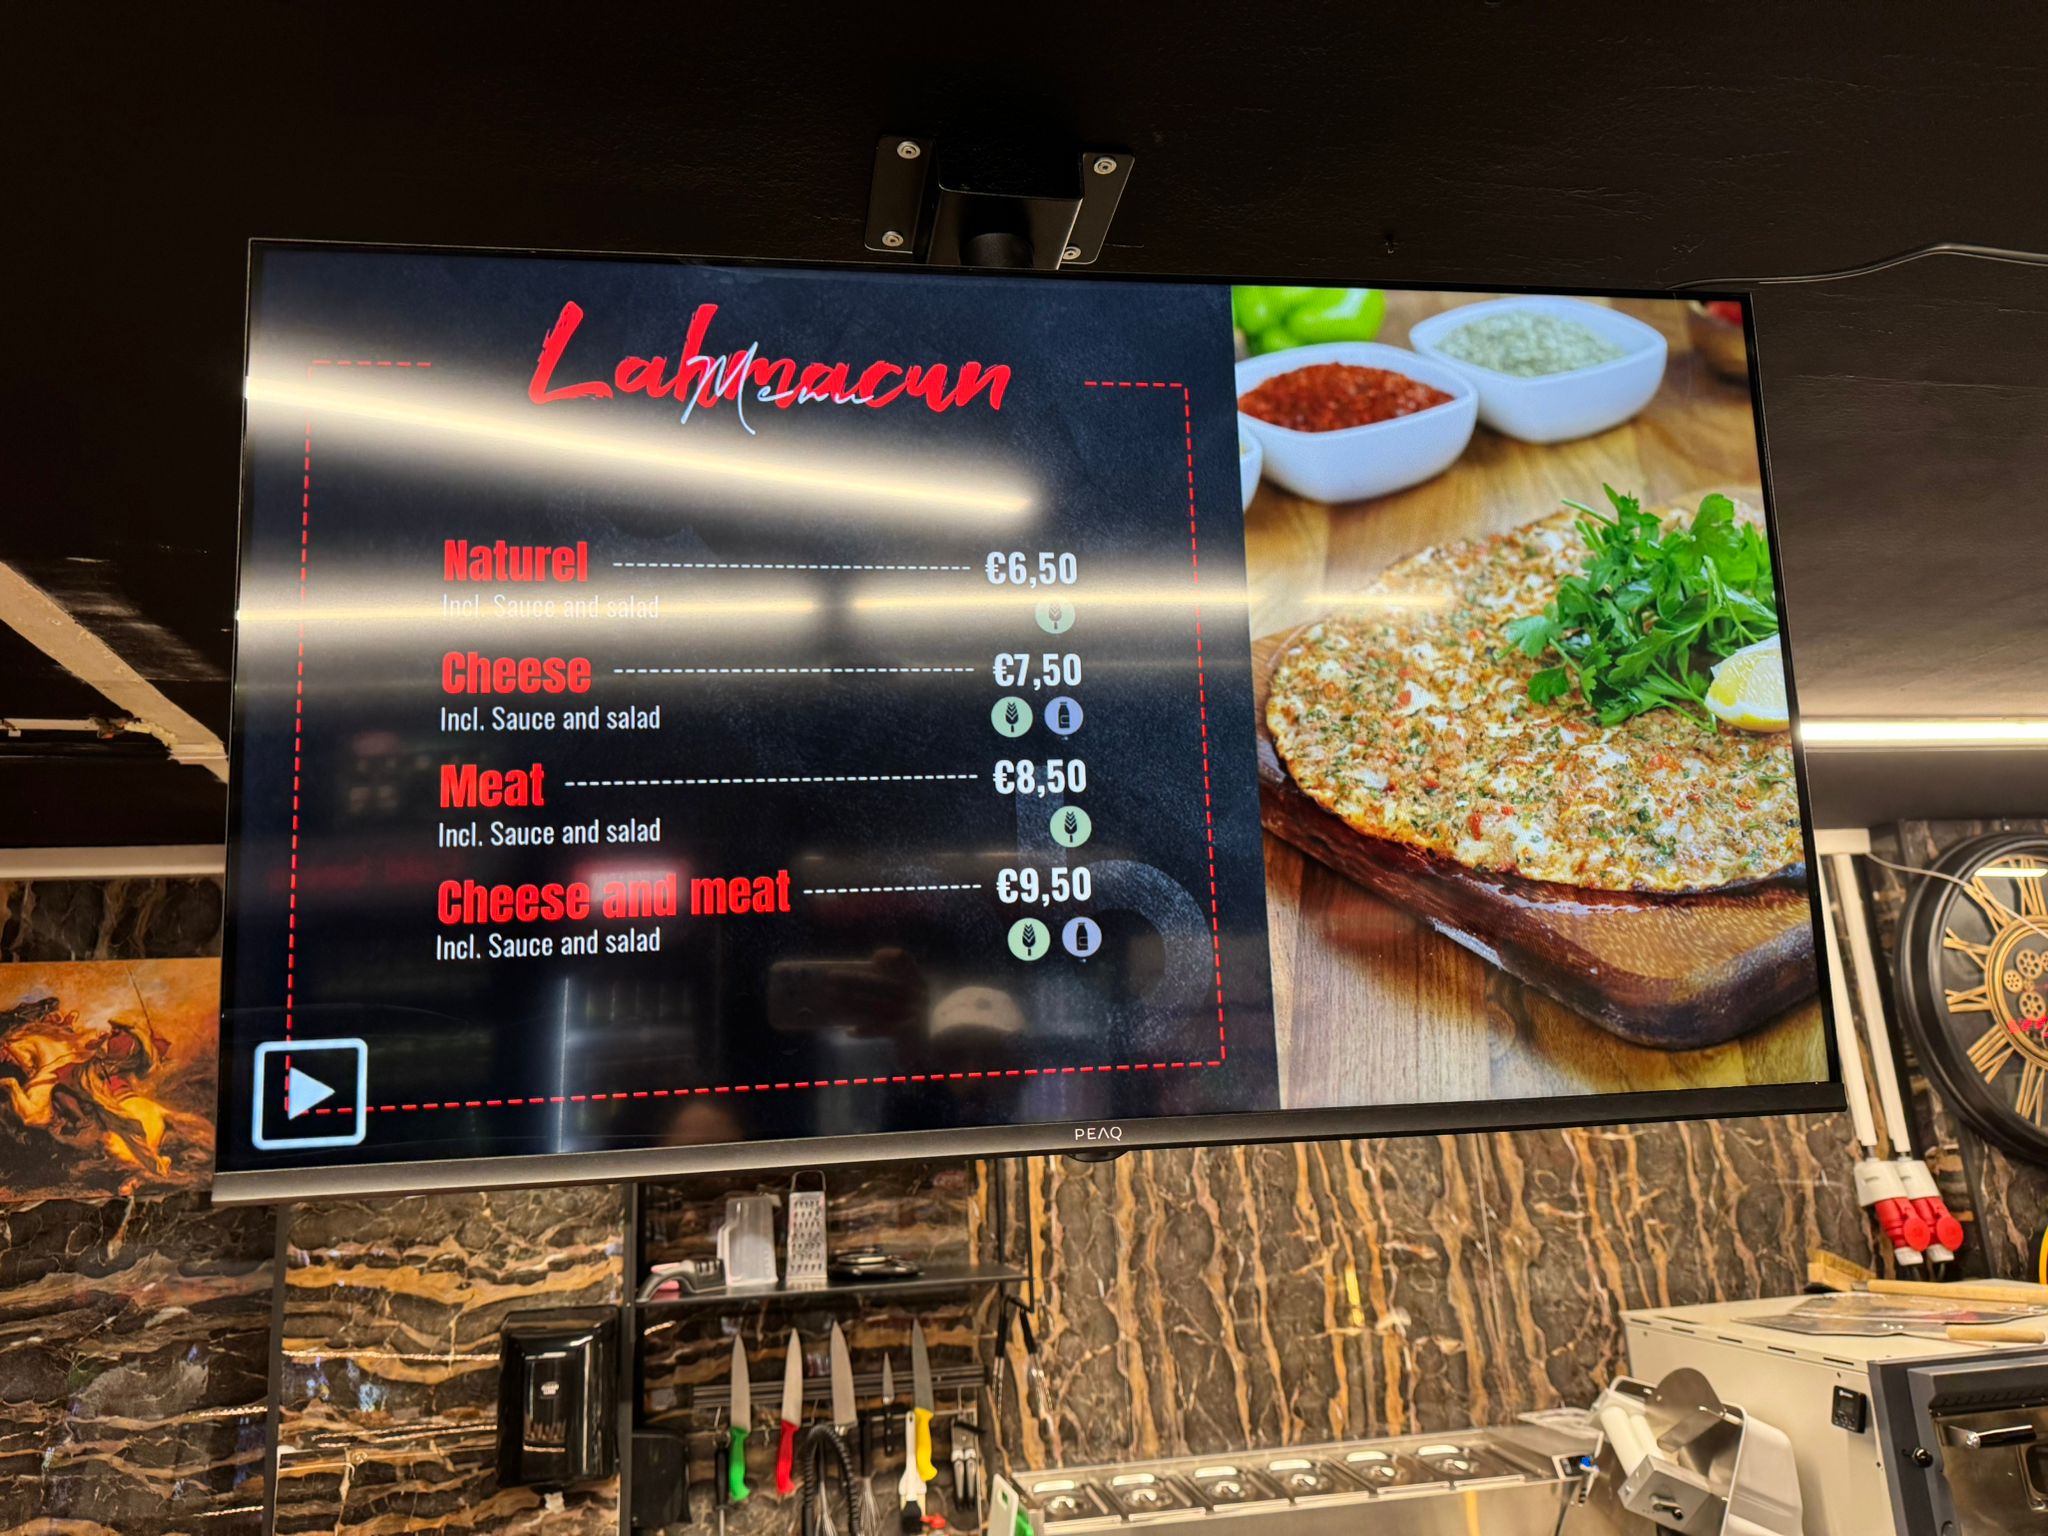 Lahmacun
Menu
Naturel €6,50
Incl. Sauce and salad
Cheese €7,50
Incl. Sauce and salad
Meat €8,50
Incl. Sauce and salad
Cheese and meat €9,50
Incl. Sauce and salad
PEAQ